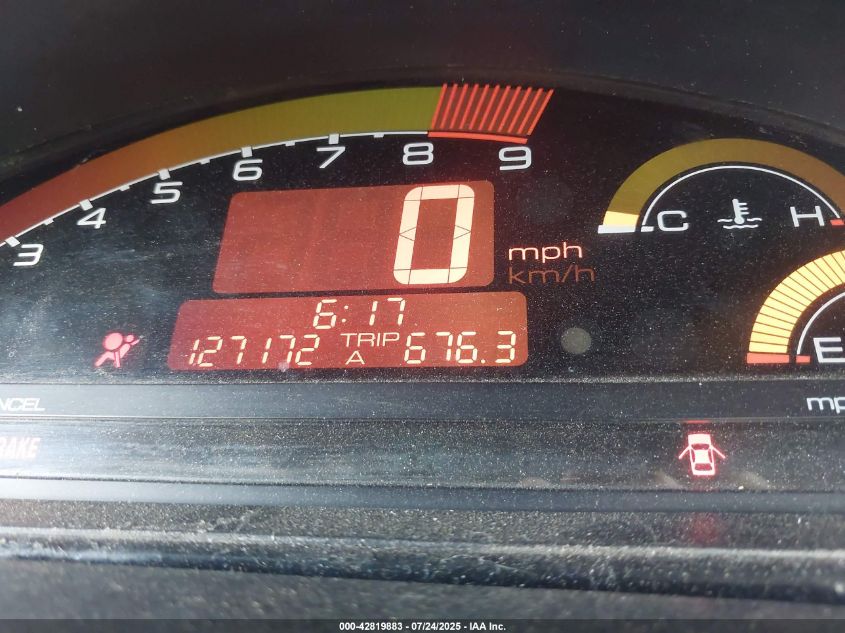 3 4 5 6 7 8 9
0
mph
km/h
C H
6:17
127172 TRIP A 676.3
E
NCEL
mp
RAKE
000-42819883 - 07/24/2025 - IAA Inc.